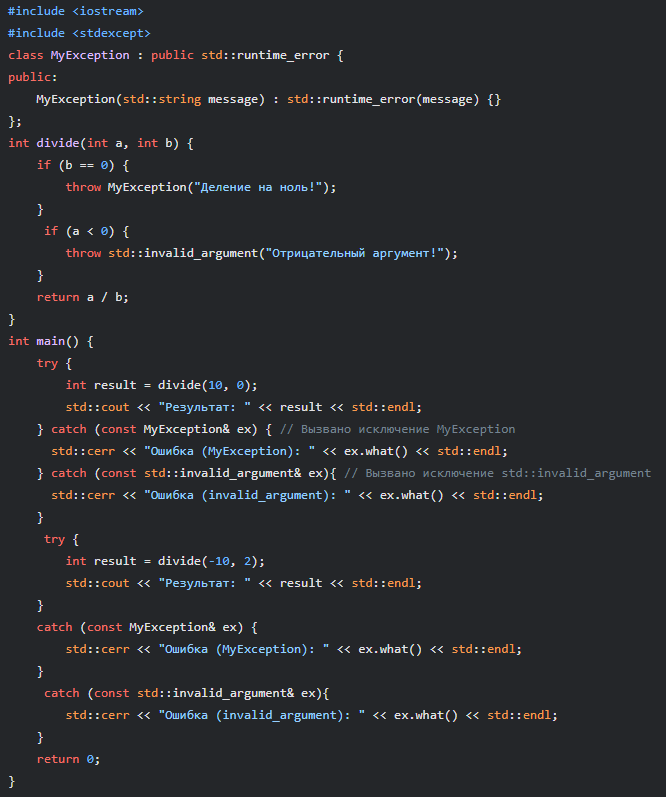 #include <iostream>
#include <stdexcept>
class MyException : public std::runtime_error {
public:
    MyException(std::string message) : std::runtime_error(message) {}
};
int divide(int a, int b) {
    if (b == 0) {
        throw MyException("Деление на ноль!");
    }
     if (a < 0) {
        throw std::invalid_argument("Отрицательный аргумент!");
    }
    return a / b;
}
int main() {
    try {
        int result = divide(10, 0);
        std::cout << "Результат: " << result << std::endl;
    } catch (const MyException& ex) { // Вызвано исключение MyException
      std::cerr << "Ошибка (MyException): " << ex.what() << std::endl;
    } catch (const std::invalid_argument& ex){ // Вызвано исключение std::invalid_argument
      std::cerr << "Ошибка (invalid_argument): " << ex.what() << std::endl;
    }
     try {
        int result = divide(-10, 2);
        std::cout << "Результат: " << result << std::endl;
    }
    catch (const MyException& ex) {
        std::cerr << "Ошибка (MyException): " << ex.what() << std::endl;
    }
     catch (const std::invalid_argument& ex){
        std::cerr << "Ошибка (invalid_argument): " << ex.what() << std::endl;
    }
    return 0;
}